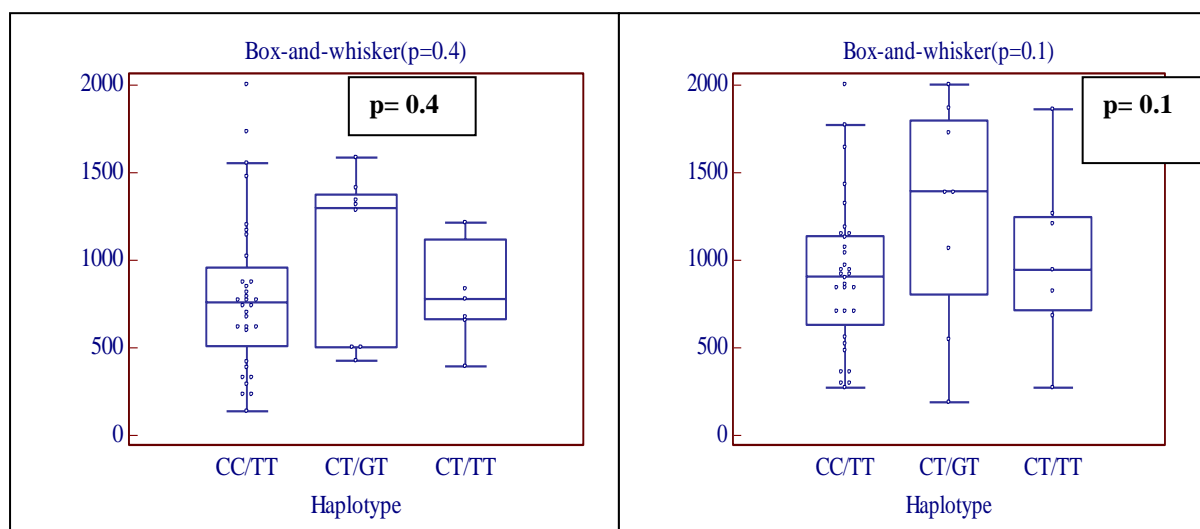 Box-and-whisker(p=0.4)
p= 0.4
2000
1500
1000
500
0
CC/TT CT/GT CT/TT
Haplotype
Box-and-whisker(p=0.1)
p= 0.1
2000
1500
1000
500
0
CC/TT CT/GT CT/TT
Haplotype